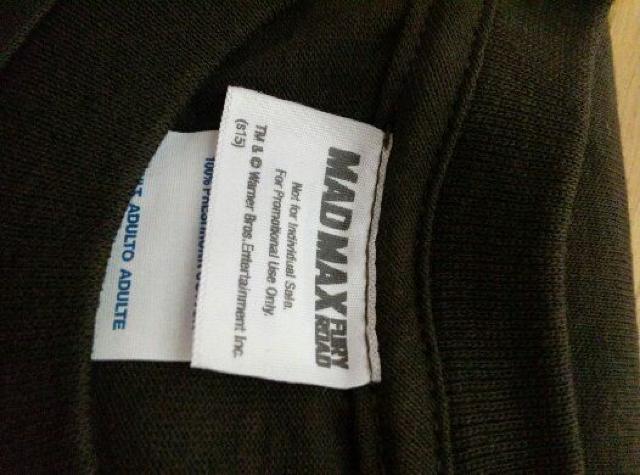 MAD MAX FURY ROAD
Not for Individual Sale.
For Promotional Use Only.
TM & © Warner Bros. Entertainment Inc.
(s15)
100%
ADULTO ADULTE